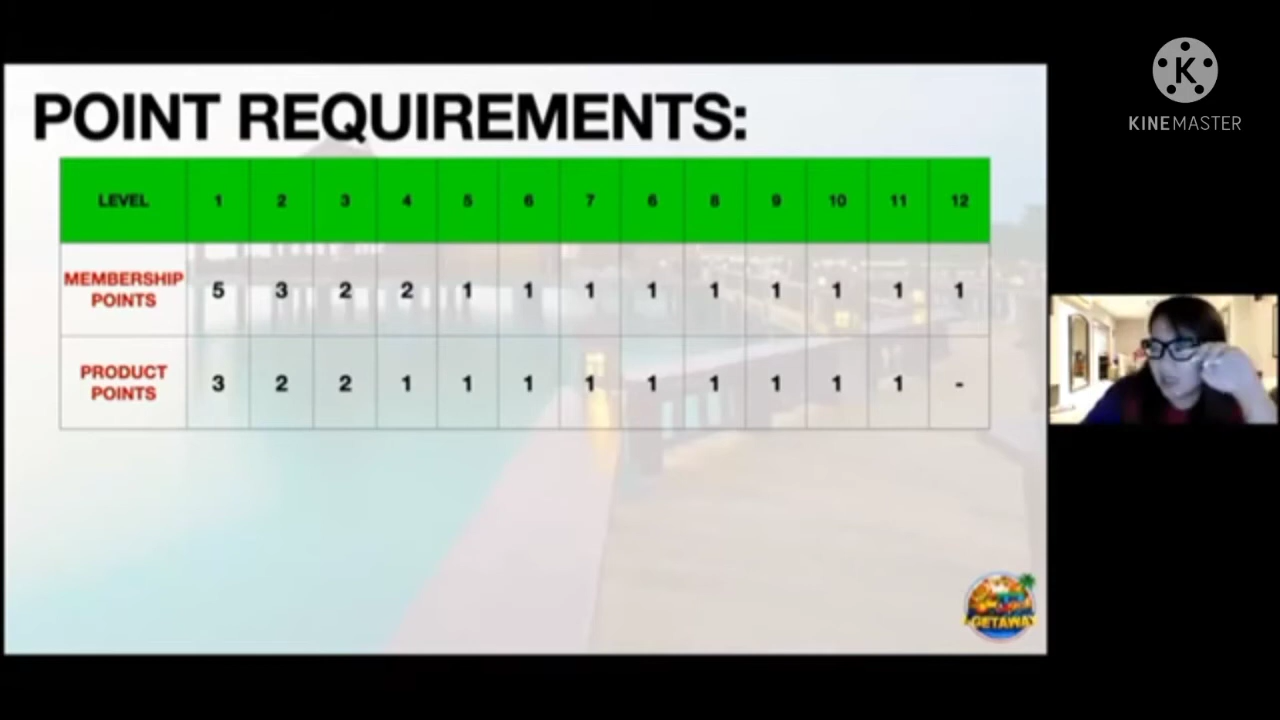 K
KINEMASTER
POINT REQUIREMENTS:
LEVEL 1 2 3 4 5 6 7 6 8 9 10 11 12
MEMBERSHIP POINTS 5 3 2 2 1 1 1 1 1 1 1 1 1
PRODUCT POINTS 3 2 2 1 1 1 1 1 1 1 1 1 -
GETAWAY